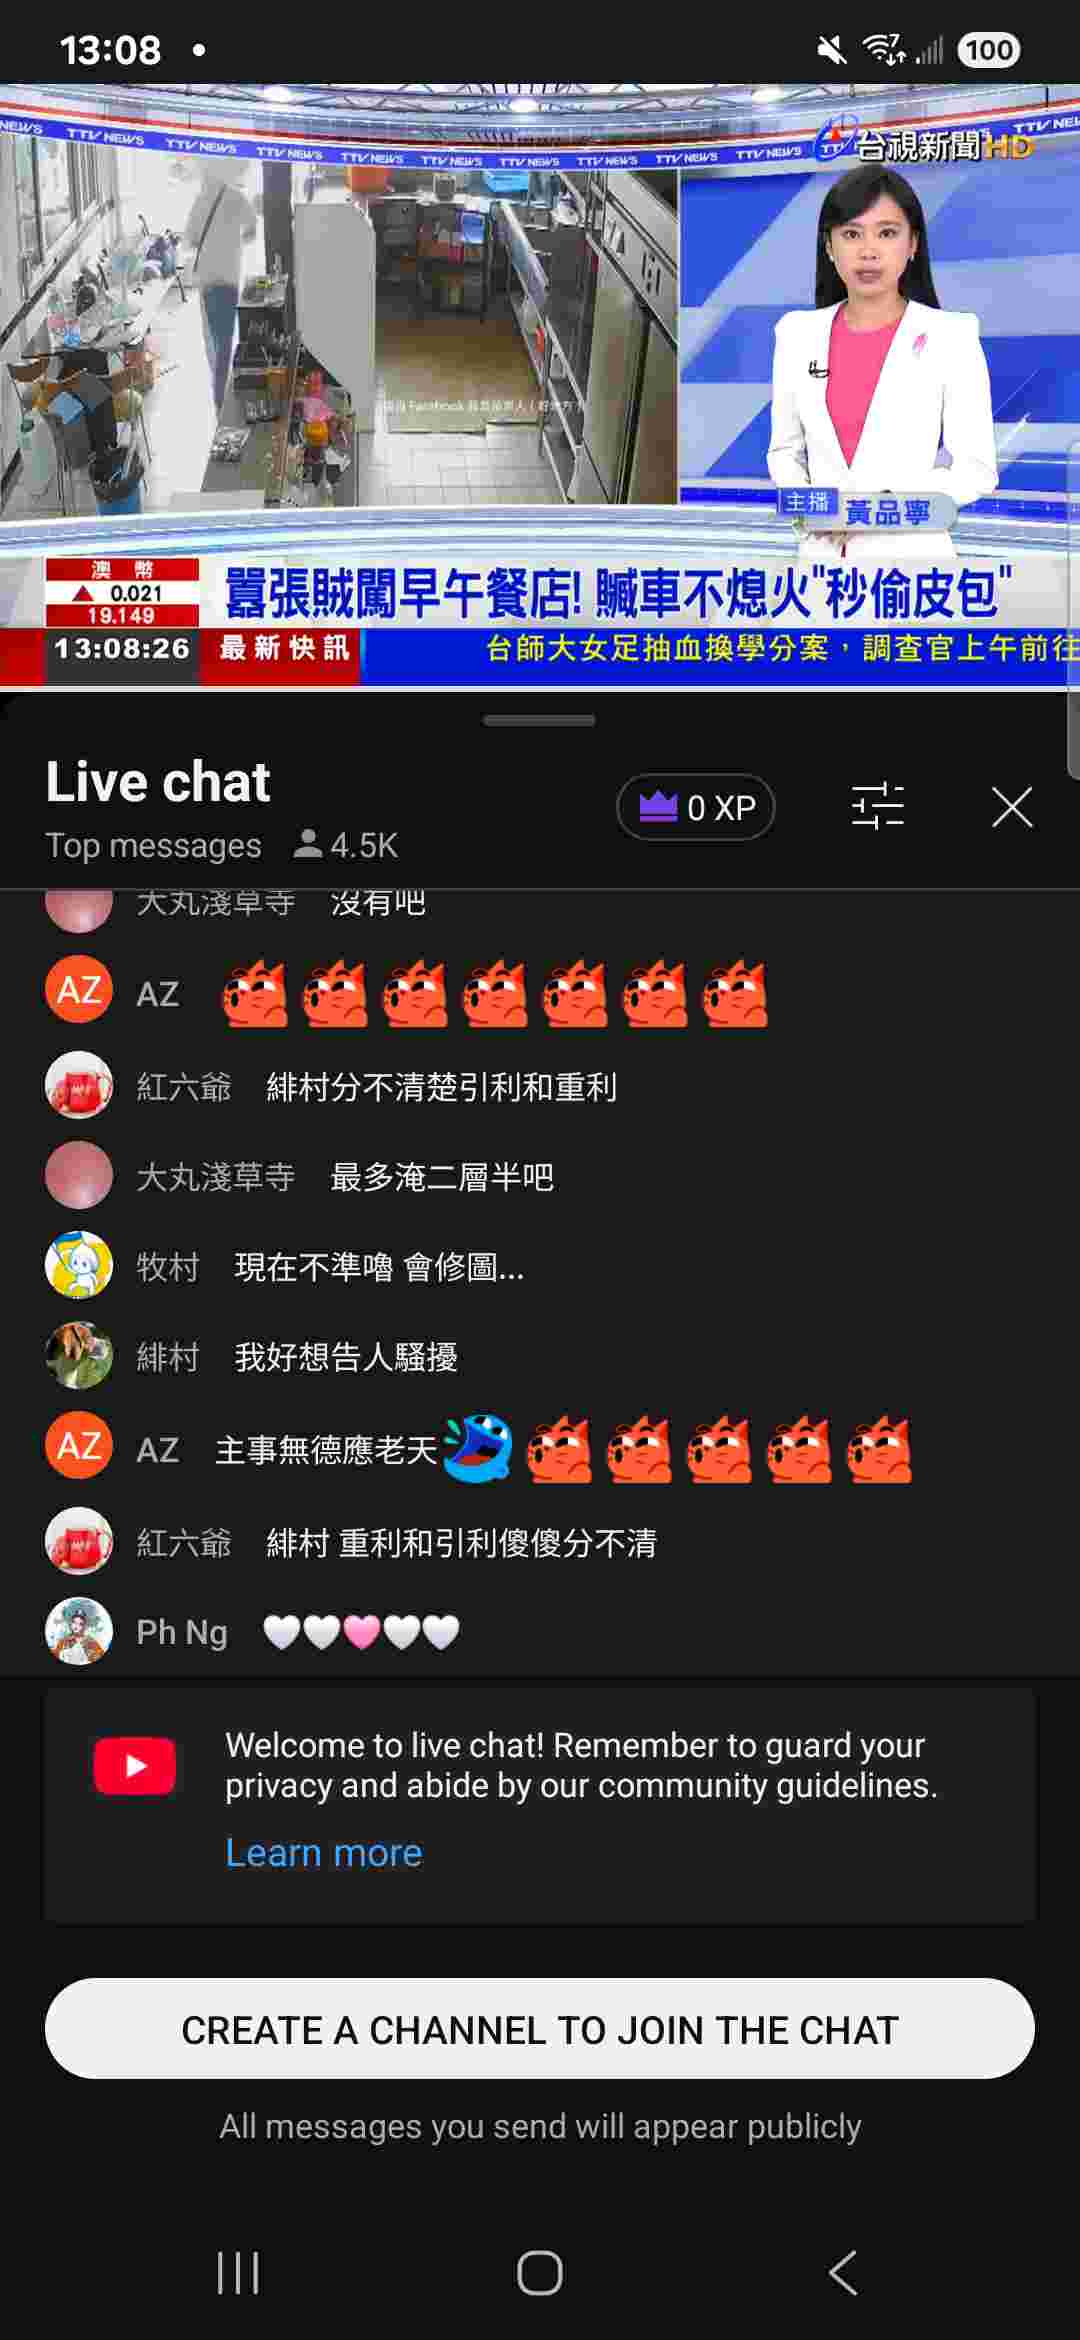 13:08
7
100
NEWS TTV NEWS TTV NEWS TTV NEWS TTV NEWS TTV NEWS TTV NEWS TTV NEWS TTV NEWS TTV NEWS TTV NEWS
TTV 台視新聞HD
主播 黃品寧
澳幣
▲ 0.021
19.149
囂張賊闖早午餐店! 贓車不熄火"秒偷皮包"
13:08:26 最新快訊 台師大女足抽血換學分案，調查官上午前往
Live chat
0 XP
Top messages 4.5K
大丸淺草寺 沒有吧
AZ AZ
紅六爺 緋村分不清楚引利和重利
大丸淺草寺 最多淹二層半吧
牧村 現在不準嚕 會修圖...
緋村 我好想告人騷擾
AZ AZ 主事無德應老天
紅六爺 緋村 重利和引利傻傻分不清
Ph Ng 🤍🤍🩷🤍🤍
Welcome to live chat! Remember to guard your
privacy and abide by our community guidelines.
Learn more
CREATE A CHANNEL TO JOIN THE CHAT
All messages you send will appear publicly